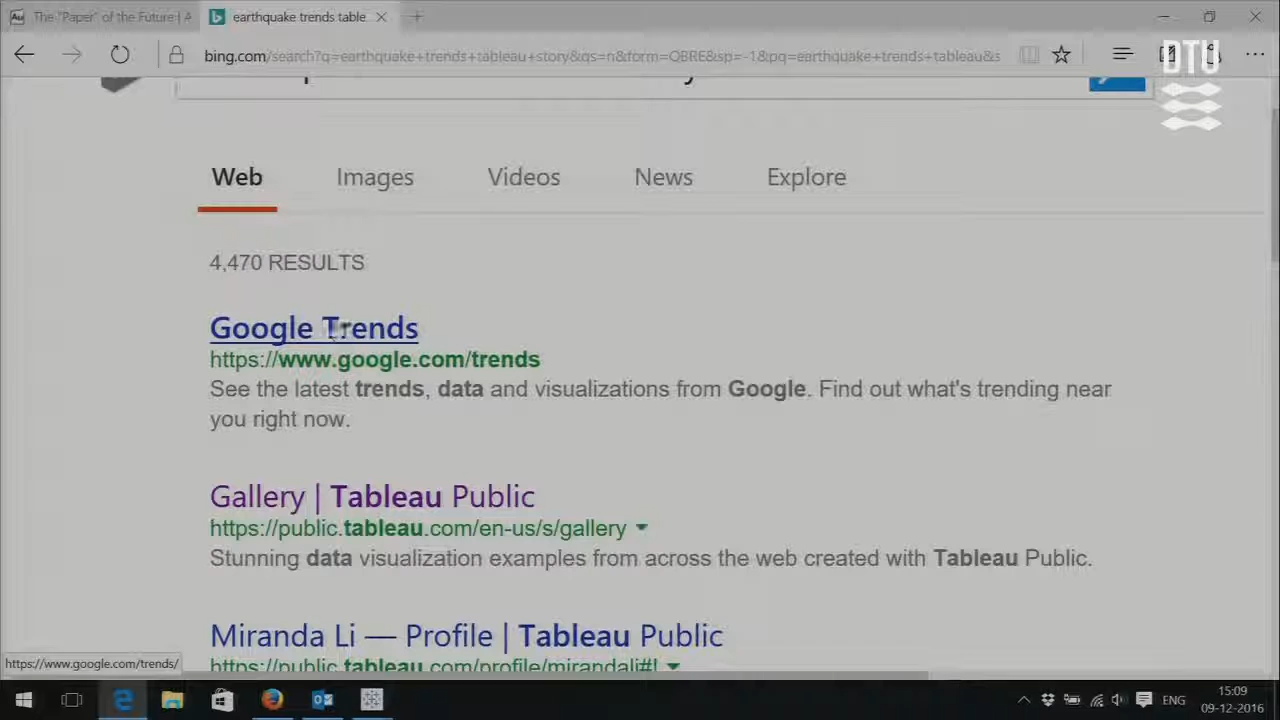 The "Paper" of the Future | A
earthquake trends table
bing.com/search?q=earthquake+trends+tableau+story&qs=n&form=QBRE&sp=-1&pq=earthquake+trends+tableau&s
DTU
Web Images Videos News Explore
4,470 RESULTS
Google Trends
https://www.google.com/trends
See the latest trends, data and visualizations from Google. Find out what's trending near
you right now.
Gallery | Tableau Public
https://public.tableau.com/en-us/s/gallery
Stunning data visualization examples from across the web created with Tableau Public.
Miranda Li — Profile | Tableau Public
https://public.tableau.com/profile/mirandali#!
https://www.google.com/trends/
ENG
15:09
09-12-2016